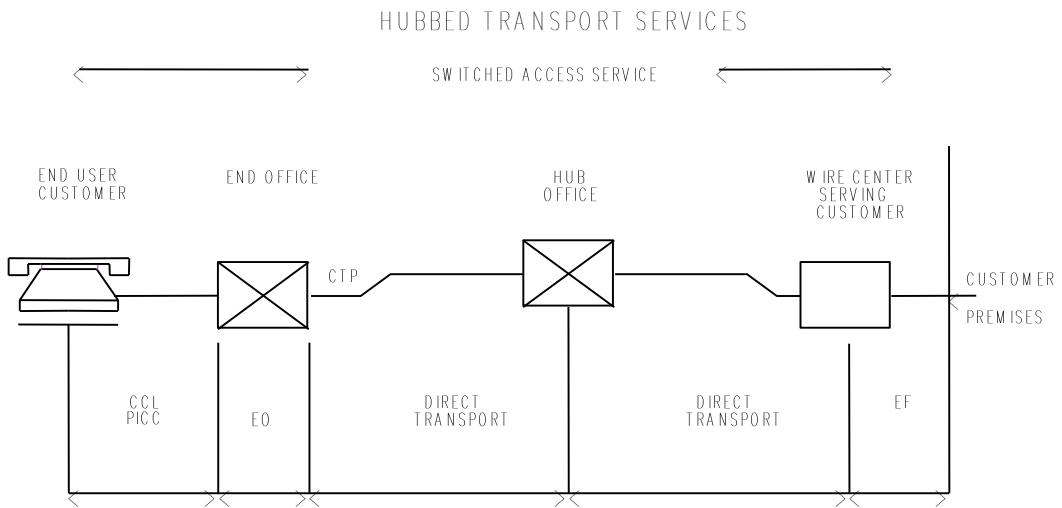 HUBBED TRANSPORT SERVICES
SWITCHED ACCESS SERVICE
END USER
CUSTOMER
END OFFICE
HUB
OFFICE
WIRE CENTER
SERVING
CUSTOMER
CTP
CUSTOMER
PREMISES
CCL
PICC
EO
DIRECT
TRANSPORT
DIRECT
TRANSPORT
EF